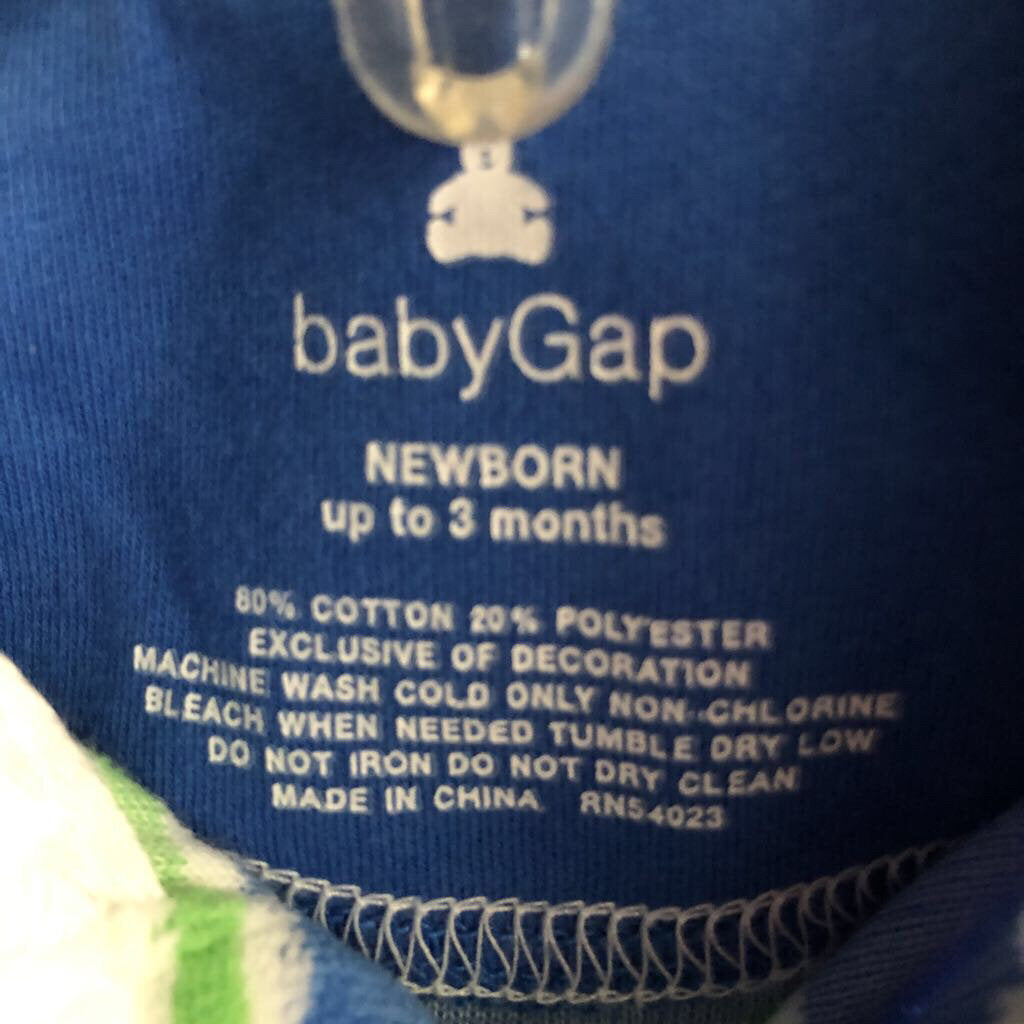 babyGap
NEWBORN
up to 3 months
80% COTTON 20% POLYESTER
EXCLUSIVE OF DECORATION
MACHINE WASH COLD ONLY NON-CHLORINE
BLEACH WHEN NEEDED TUMBLE DRY LOW
DO NOT IRON DO NOT DRY CLEAN
MADE IN CHINA RN54023